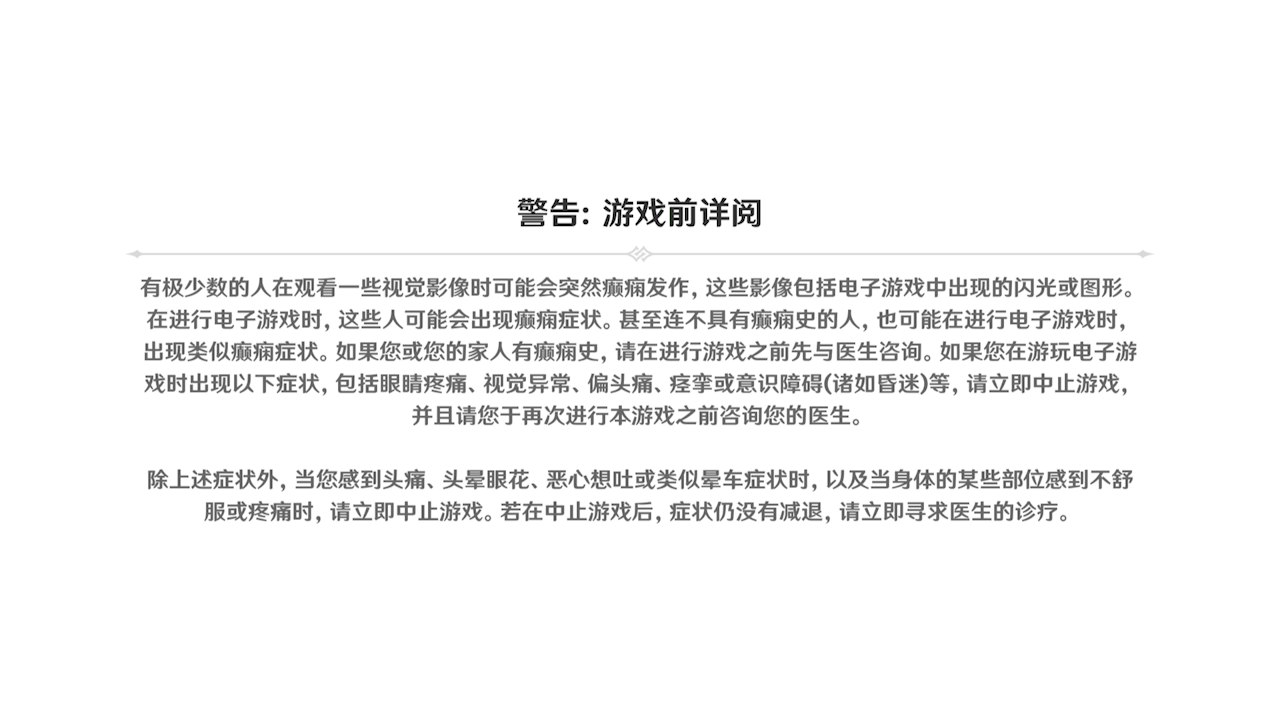 警告: 游戏前详阅
有极少数的人在观看一些视觉影像时可能会突然癫痫发作, 这些影像包括电子游戏中出现的闪光或图形。
在进行电子游戏时, 这些人可能会出现癫痫症状。甚至连不具有癫痫史的人, 也可能在进行电子游戏时,
出现类似癫痫症状。如果您或您的家人有癫痫史, 请在进行游戏之前先与医生咨询。如果您在游玩电子游
戏时出现以下症状, 包括眼睛疼痛、视觉异常、偏头痛、痉挛或意识障碍(诸如昏迷)等, 请立即中止游戏,
并且请您于再次进行本游戏之前咨询您的医生。
除上述症状外, 当您感到头痛、头晕眼花、恶心想吐或类似晕车症状时, 以及当身体的某些部位感到不舒
服或疼痛时, 请立即中止游戏。若在中止游戏后, 症状仍没有减退, 请立即寻求医生的诊疗。